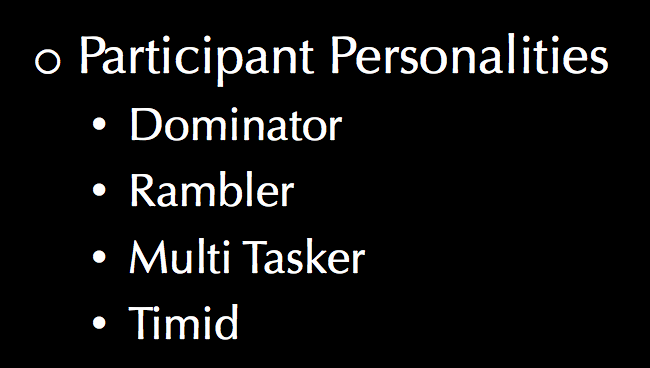 ○ Participant Personalities
• Dominator
• Rambler
• Multi Tasker
• Timid